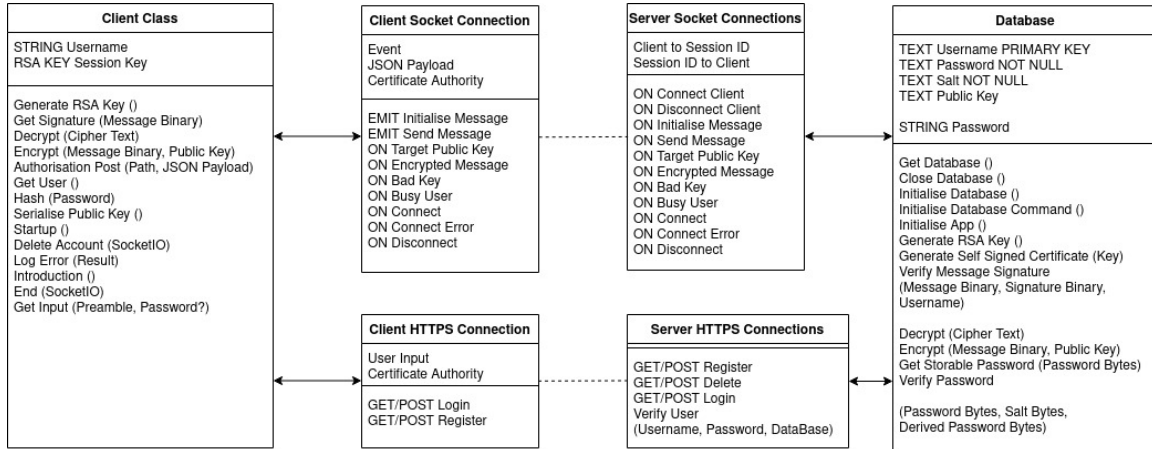 Client Class
STRING Username
RSA KEY Session Key
Generate RSA Key ()
Get Signature (Message Binary)
Decrypt (Cipher Text)
Encrypt (Message Binary, Public Key)
Authorisation Post (Path, JSON Payload)
Get User ()
Hash (Password)
Serialise Public Key ()
Startup ()
Delete Account (SocketIO)
Log Error (Result)
Introduction ()
End (SocketIO)
Get Input (Preamble, Password?)
Client Socket Connection
Event
JSON Payload
Certificate Authority
EMIT Initialise Message
EMIT Send Message
ON Target Public Key
ON Encrypted Message
ON Bad Key
ON Busy User
ON Connect
ON Connect Error
ON Disconnect
Server Socket Connections
Client to Session ID
Session ID to Client
ON Connect Client
ON Disconnect Client
ON Initialise Message
ON Send Message
ON Target Public Key
ON Encrypted Message
ON Bad Key
ON Busy User
ON Connect
ON Connect Error
ON Disconnect
Database
TEXT Username PRIMARY KEY
TEXT Password NOT NULL
TEXT Salt NOT NULL
TEXT Public Key
STRING Password
Get Database ()
Close Database ()
Initialise Database ()
Initialise Database Command ()
Initialise App ()
Generate RSA Key ()
Generate Self Signed Certificate (Key)
Verify Message Signature
(Message Binary, Signature Binary,
Username)
Decrypt (Cipher Text)
Encrypt (Message Binary, Public Key)
Get Storable Password (Password Bytes)
Verify Password
(Password Bytes, Salt Bytes,
Derived Password Bytes)
Client HTTPS Connection
User Input
Certificate Authority
GET/POST Login
GET/POST Register
Server HTTPS Connections
GET/POST Register
GET/POST Delete
GET/POST Login
Verify User
(Username, Password, DataBase)